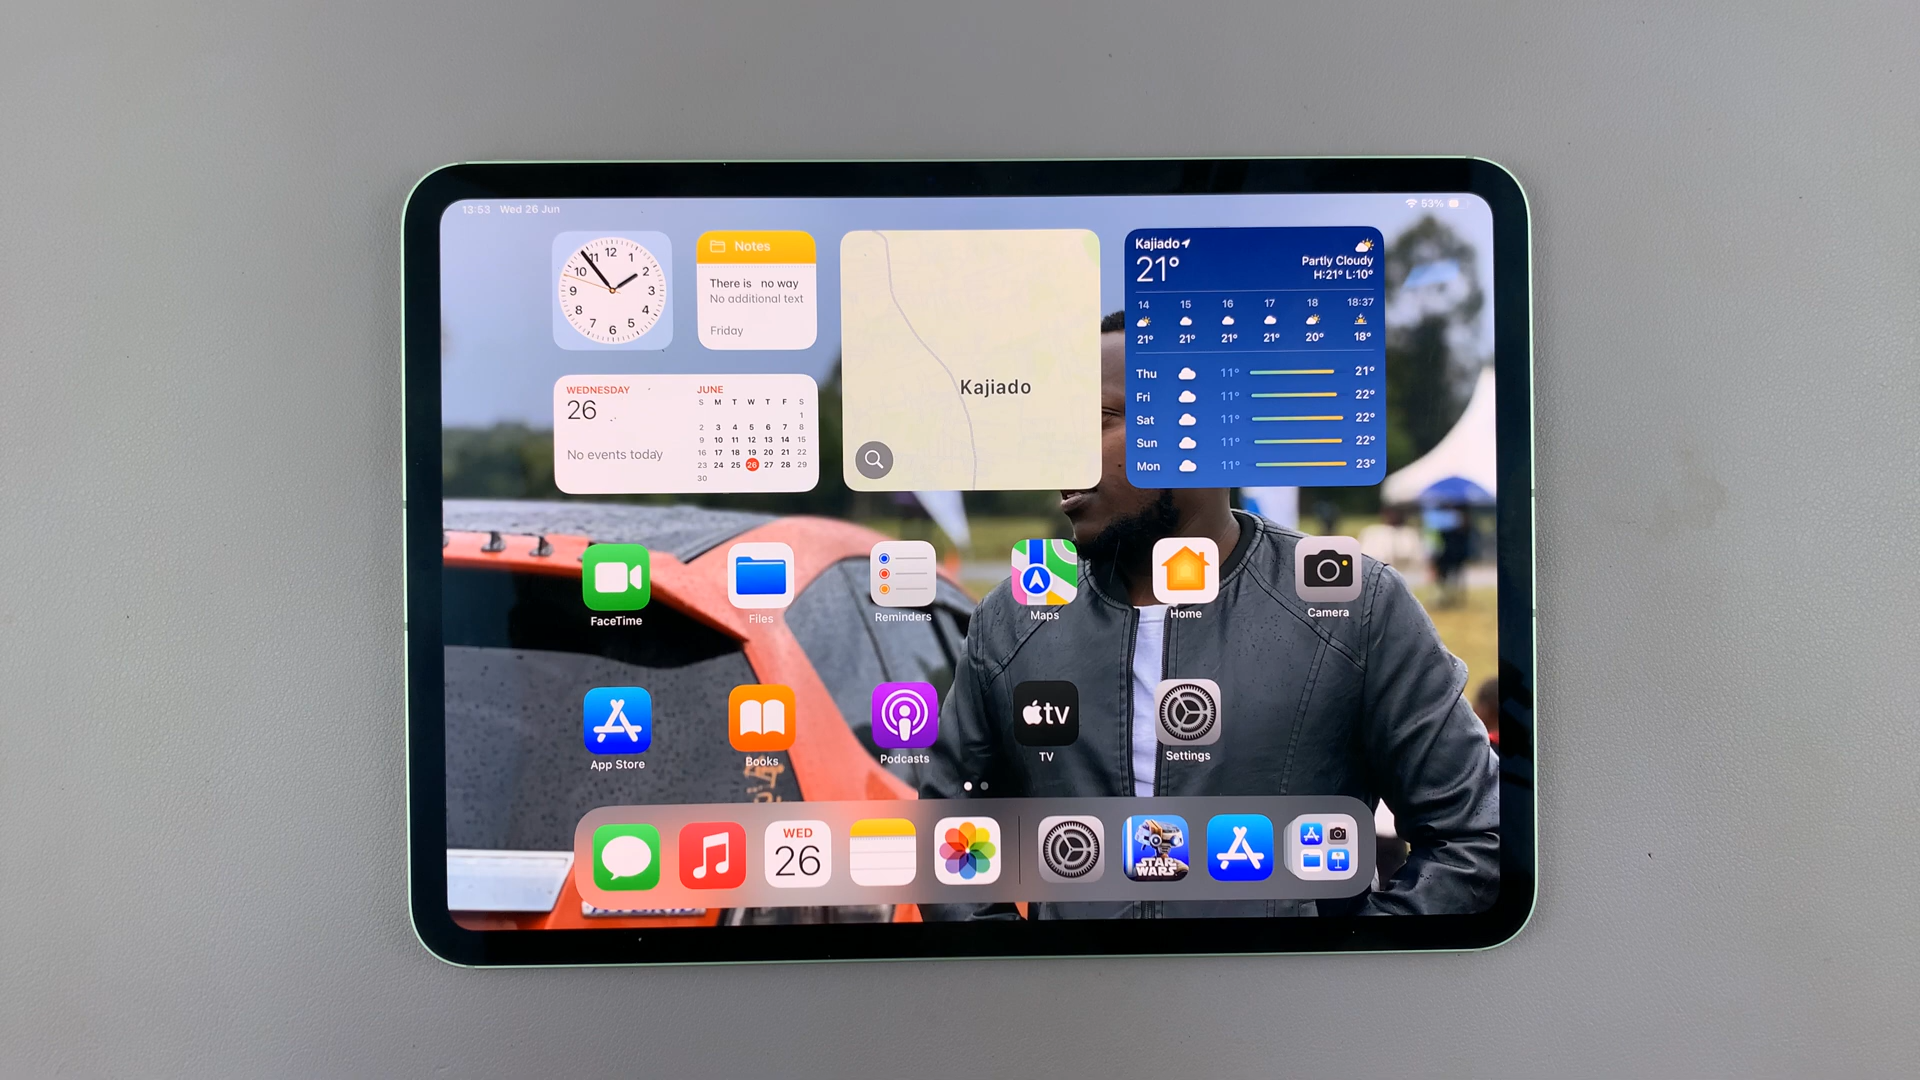 13:53 Wed 26 Jun
53%
12
1
2
3
4
5
6
7
8
9
10
11
Notes
There is no way
No additional text
Friday
WEDNESDAY
26
No events today
JUNE
S M T W T F S
1
2 3 4 5 6 7 8
9 10 11 12 13 14 15
16 17 18 19 20 21 22
23 24 25 26 27 28 29
30
Kajiado
Kajiado
21°
Partly Cloudy
H:21° L:10°
14 15 16 17 18 18:37
21° 21° 21° 21° 20° 18°
Thu 11° 21°
Fri 11° 22°
Sat 11° 22°
Sun 11° 22°
Mon 11° 23°
FaceTime
Files
Reminders
Maps
Home
Camera
tv
App Store
Books
Podcasts
TV
Settings
WED
26
STAR
WARS